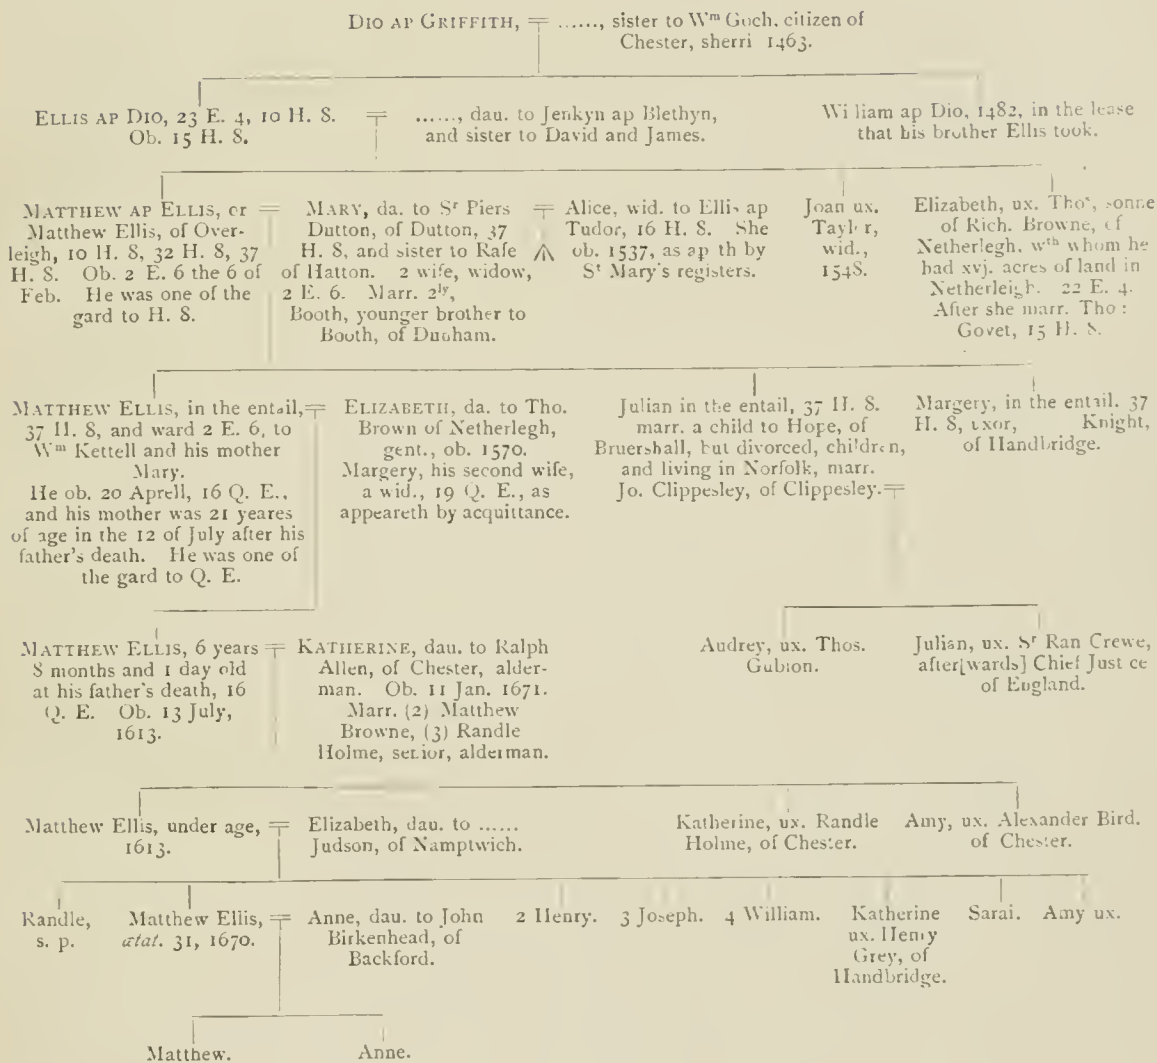 DIO AP GRIFFITH, = ......, sister to Wm Goch, citizen of
Chester, sherri 1463.
ELLIS AP DIO, 23 E. 4, 10 H. 8.
Ob. 15 H. 8.
= ......, dau. to Jenkyn ap Blethyn,
and sister to David and James.
Wi liam ap Dio, 1482, in the lease
that his brother Ellis took.
MATTHEW AP ELLIS, or
Matthew Ellis, of Over-
leigh, 10 H. 8, 32 H. 8, 37
H. 8. Ob. 2 E. 6 the 6 of
Feb. He was one of the
gard to H. 8.
= MARY, da. to Sr Piers
Dutton, of Dutton, 37
H. 8, and sister to Rafe
of Hatton. 2 wife, widow,
2 E. 6. Marr. 2ly,
Booth, younger brother to
Booth, of Dunham.
= Alice, wid. to Ellis ap
Tudor, 16 H. 8. She
ob. 1537, as ap th by
St Mary's registers.
Joan ux.
Tayl r,
wid.,
1548.
Elizabeth, ux. Thos, sonne
of Rich. Browne, of
Netherlegh, wth whom he
had xvj. acres of land in
Netherleigh. 22 E. 4.
After she marr. Tho:
Govet, 15 H. 8.
MATTHEW ELLIS, in the entail, =
37 H. 8, and ward 2 E. 6, to
Wm Kettell and his mother
Mary.
He ob. 20 Aprell, 16 Q. E.,
and his mother was 21 yeares
of age in the 12 of July after his
father's death. He was one of
the gard to Q. E.
ELIZABETH, da. to Tho.
Brown of Netherlegh,
gent., ob. 1570.
Margery, his second wife,
a wid., 19 Q. E., as
appeareth by acquittance.
Julian in the entail, 37 H. 8.
marr. a child to Hope, of
Bruershall, but divorced, children,
and living in Norfolk, marr.
Jo. Clippesley, of Clippesley. =
Margery, in the entail. 37
H. 8, uxor, Knight,
of Handbridge.
MATTHEW ELLIS, 6 years =
8 months and 1 day old
at his father's death, 16
Q. E. Ob. 13 July,
1613.
KATHERINE, dau. to Ralph
Allen, of Chester, alder-
man. Ob. 11 Jan. 1671.
Marr. (2) Matthew
Browne, (3) Randle
Holme, senior, alderman.
Audrey, ux. Thos.
Gubion.
Julian, ux. Sr Ran Crewe,
after[wards] Chief Just ce
of England.
Matthew Ellis, under age, =
1613.
Elizabeth, dau. to ......
Judson, of Namptwich.
Katherine, ux. Randle
Holme, of Chester.
Amy, ux. Alexander Bird.
of Chester.
Randle,
s. p.
Matthew Ellis, =
ætat. 31, 1670.
Anne, dau. to John
Birkenhead, of
Backford.
2 Henry.
3 Joseph.
4 William.
Katherine
ux. Henry
Grey, of
Handbridge.
Sarai.
Amy ux.
Matthew.
Anne.